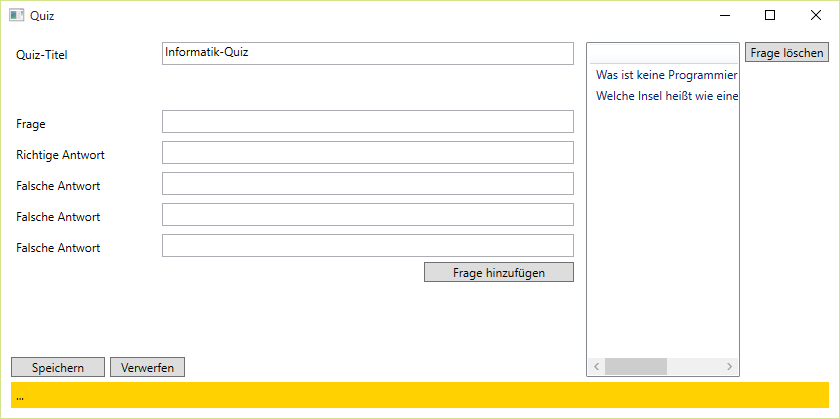 Quiz
Quiz-Titel
Informatik-Quiz
Frage
Richtige Antwort
Falsche Antwort
Falsche Antwort
Falsche Antwort
Frage hinzufügen
Was ist keine Programmier
Welche Insel heißt wie eine
Frage löschen
Speichern
Verwerfen
...